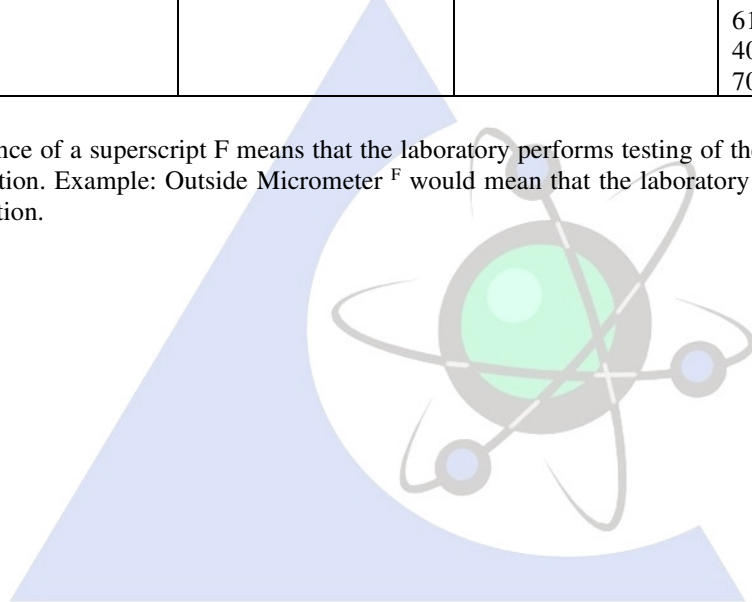 61
40
70
nce of a superscript F means that the laboratory performs testing of the
tion. Example: Outside Micrometer ᶠ would mean that the laboratory
tion.